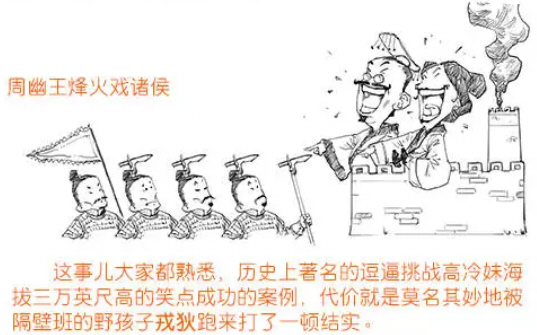 周幽王烽火戏诸侯
这事儿大家都熟悉，历史上著名的逗逼挑战高冷妹海
拔三万英尺高的笑点成功的案例，代价就是莫名其妙地被
隔壁班的野孩子戎狄跑来打了一顿结实。